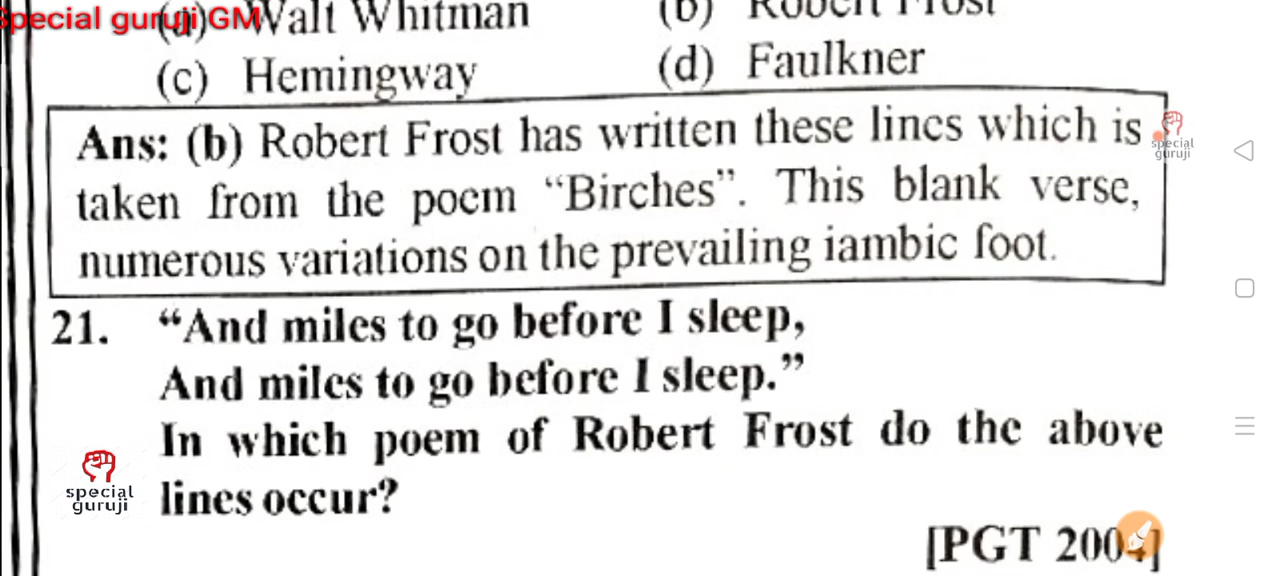 Special guruji GM
(a) Walt Whitman (b) Robert Frost
(c) Hemingway (d) Faulkner
Ans: (b) Robert Frost has written these lines which is
special
guruji
taken from the poem “Birches”. This blank verse,
numerous variations on the prevailing iambic foot.
21. “And miles to go before I sleep,
And miles to go before I sleep.”
In which poem of Robert Frost do the above
lines occur?
special
guruji
[PGT 2004]